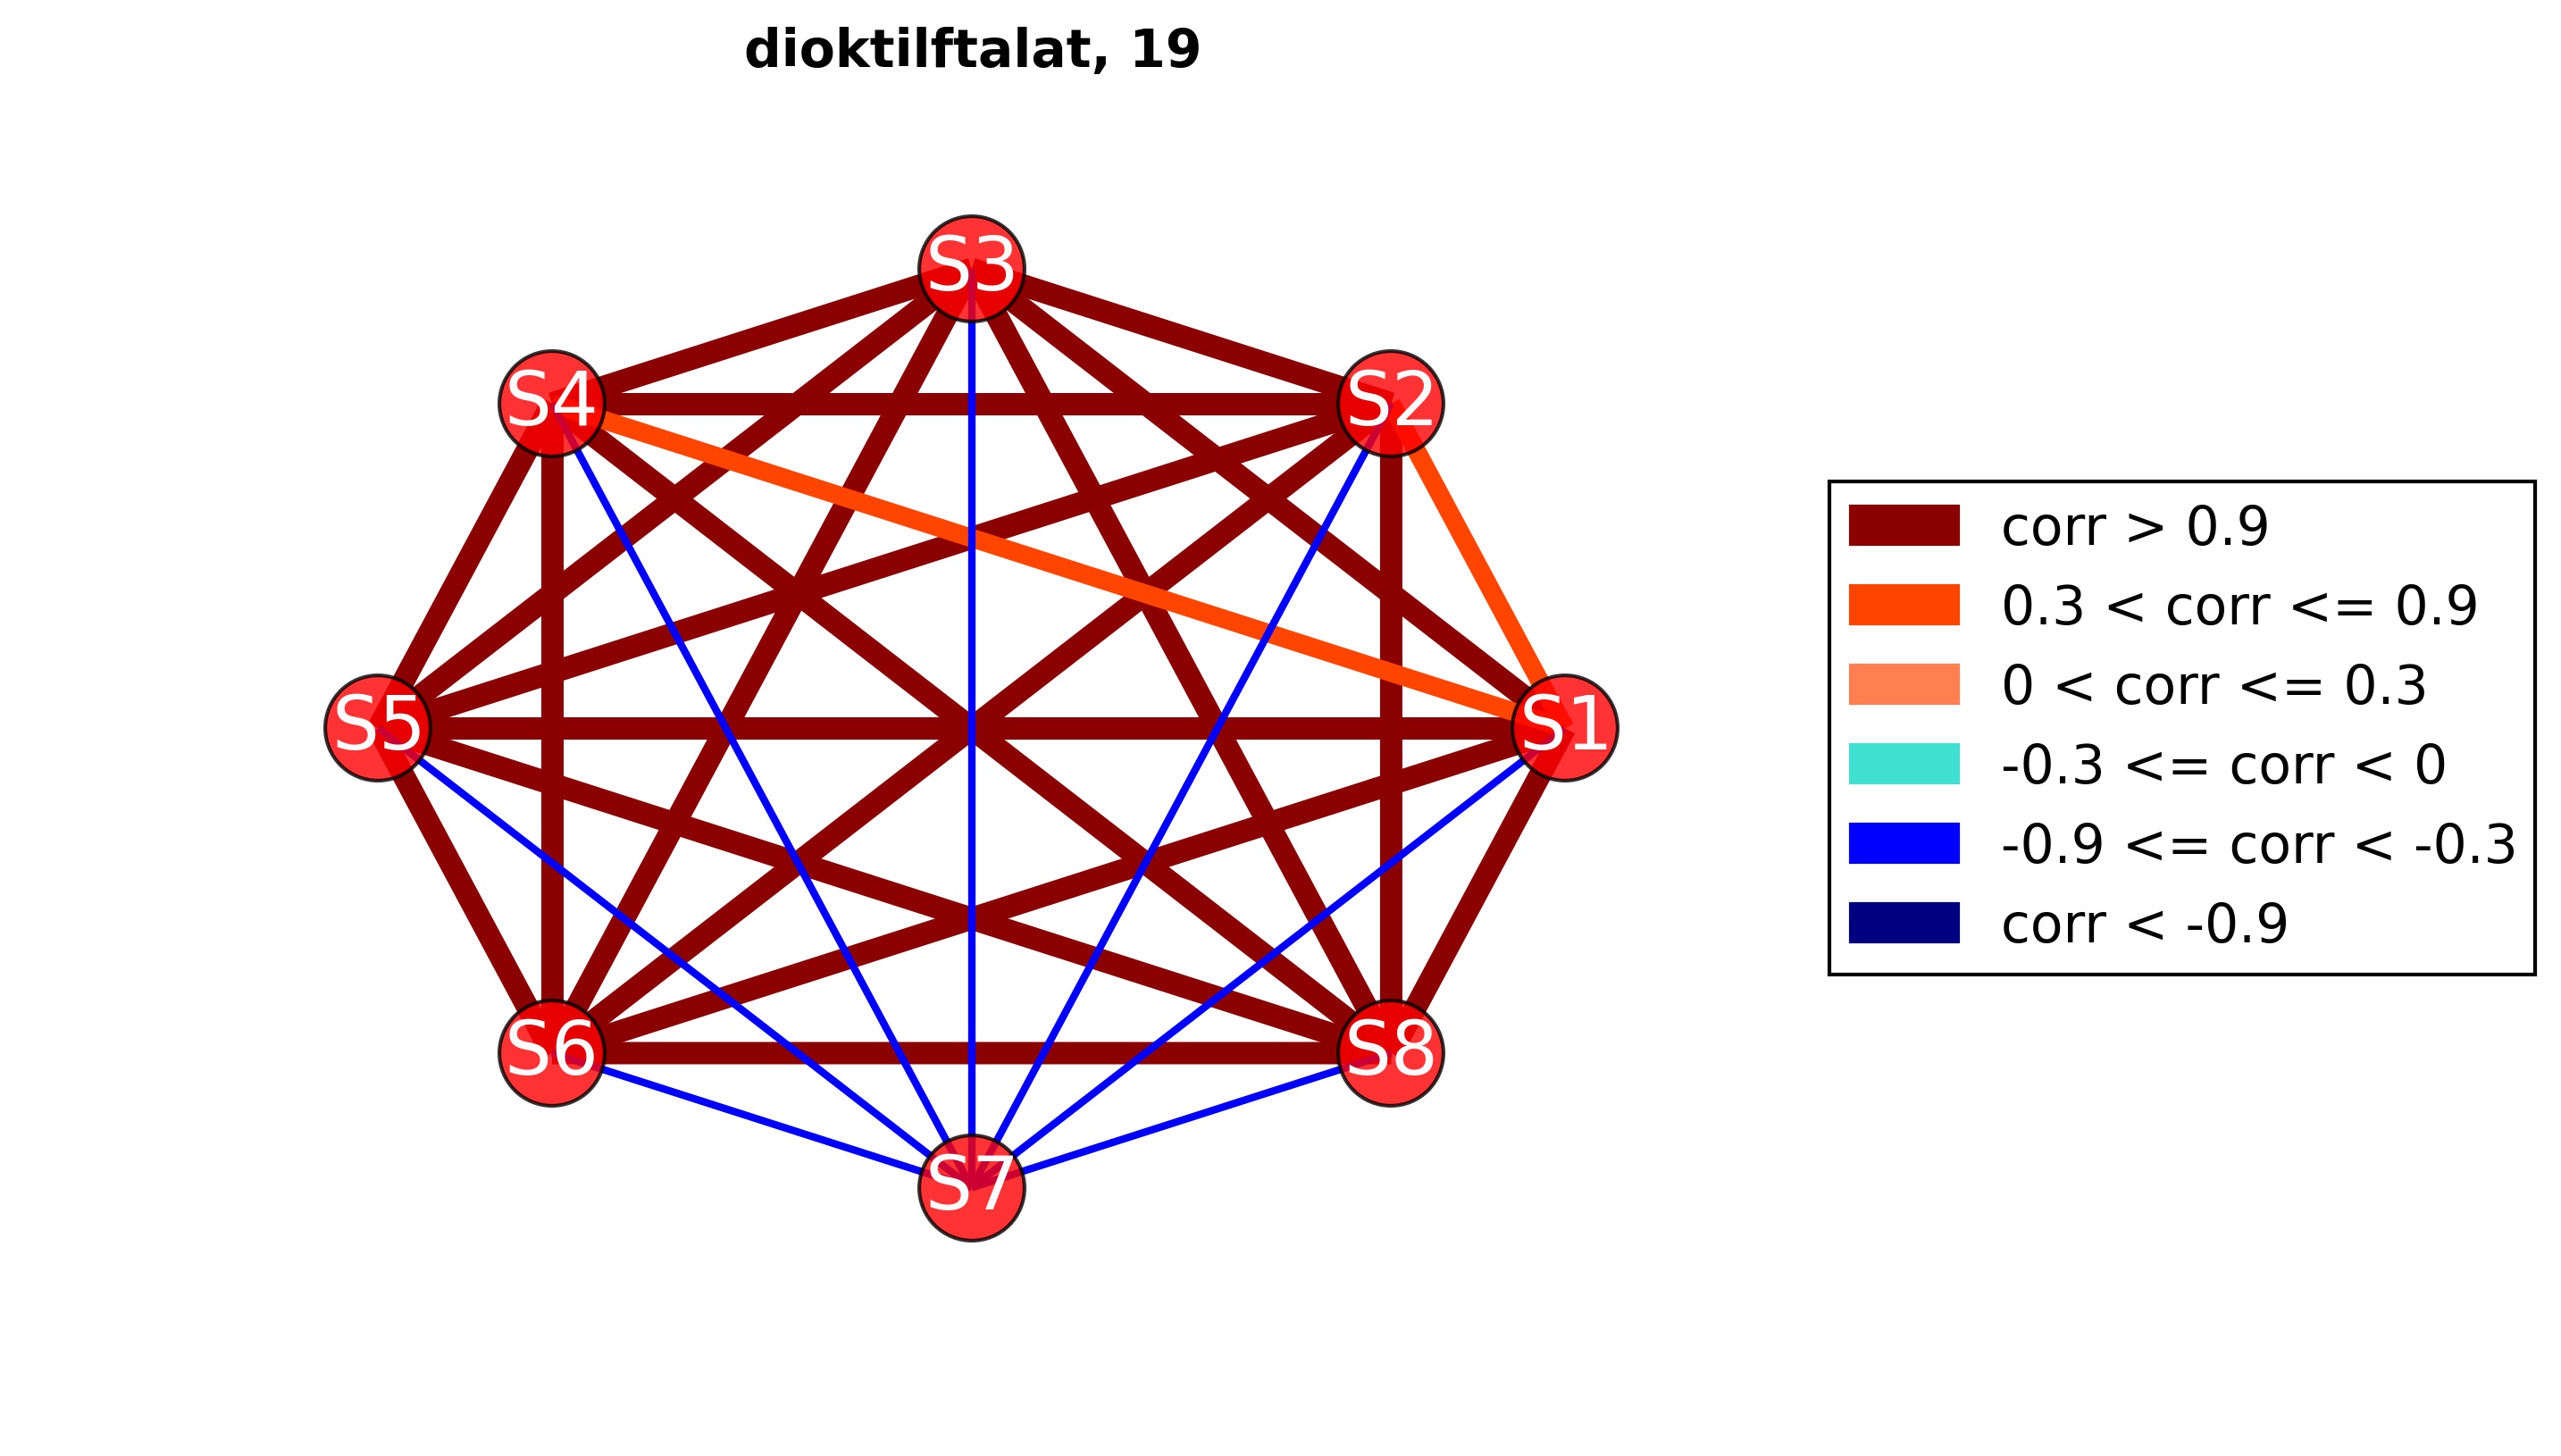 dioktilftalat, 19
S3
S4
S2
S5
S1
S6
S8
S7
corr > 0.9
0.3 < corr <= 0.9
0 < corr <= 0.3
-0.3 <= corr < 0
-0.9 <= corr < -0.3
corr < -0.9